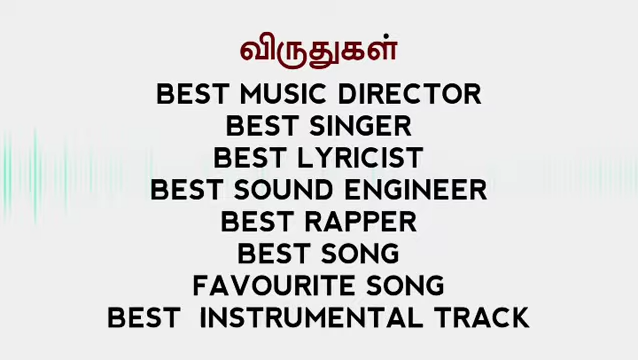 விருதுகள்
BEST MUSIC DIRECTOR
BEST SINGER
BEST LYRICIST
BEST SOUND ENGINEER
BEST RAPPER
BEST SONG
FAVOURITE SONG
BEST INSTRUMENTAL TRACK